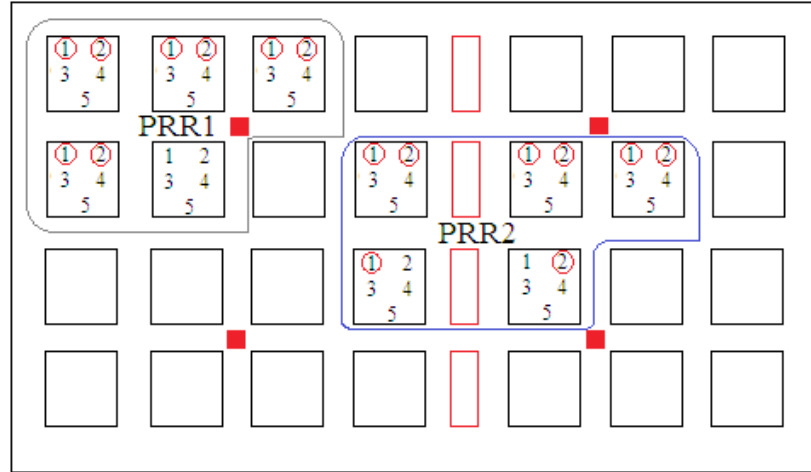 1 2 1 2 1 2
3 4 3 4 3 4
5 5 5
PRR1
1 2 1 2 1 2 1 2 1 2
3 4 3 4 3 4 3 4 3 4
5 5 5 5 5
PRR2
1 2 1 2
3 4 3 4
5 5